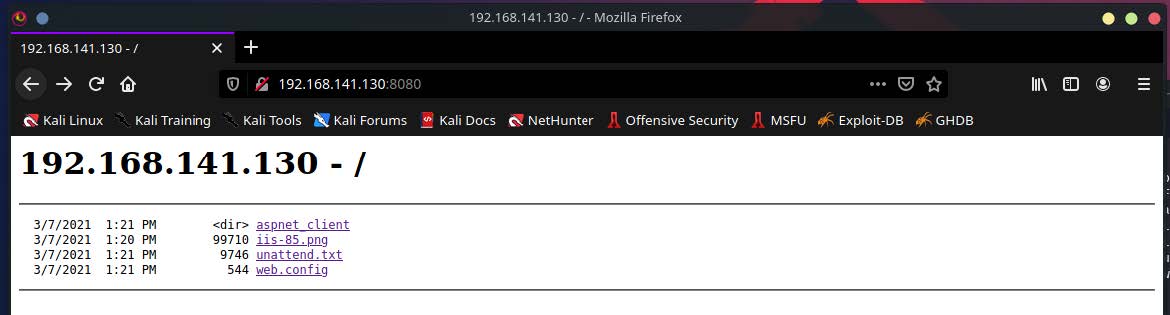 192.168.141.130 - / - Mozilla Firefox
192.168.141.130 - /
192.168.141.130:8080
Kali Linux Kali Training Kali Tools Kali Forums Kali Docs NetHunter Offensive Security MSFU Exploit-DB GHDB
192.168.141.130 - /
3/7/2021 1:21 PM <dir> aspnet_client
3/7/2021 1:20 PM 99710 iis-85.png
3/7/2021 1:21 PM 9746 unattend.txt
3/7/2021 1:21 PM 544 web.config